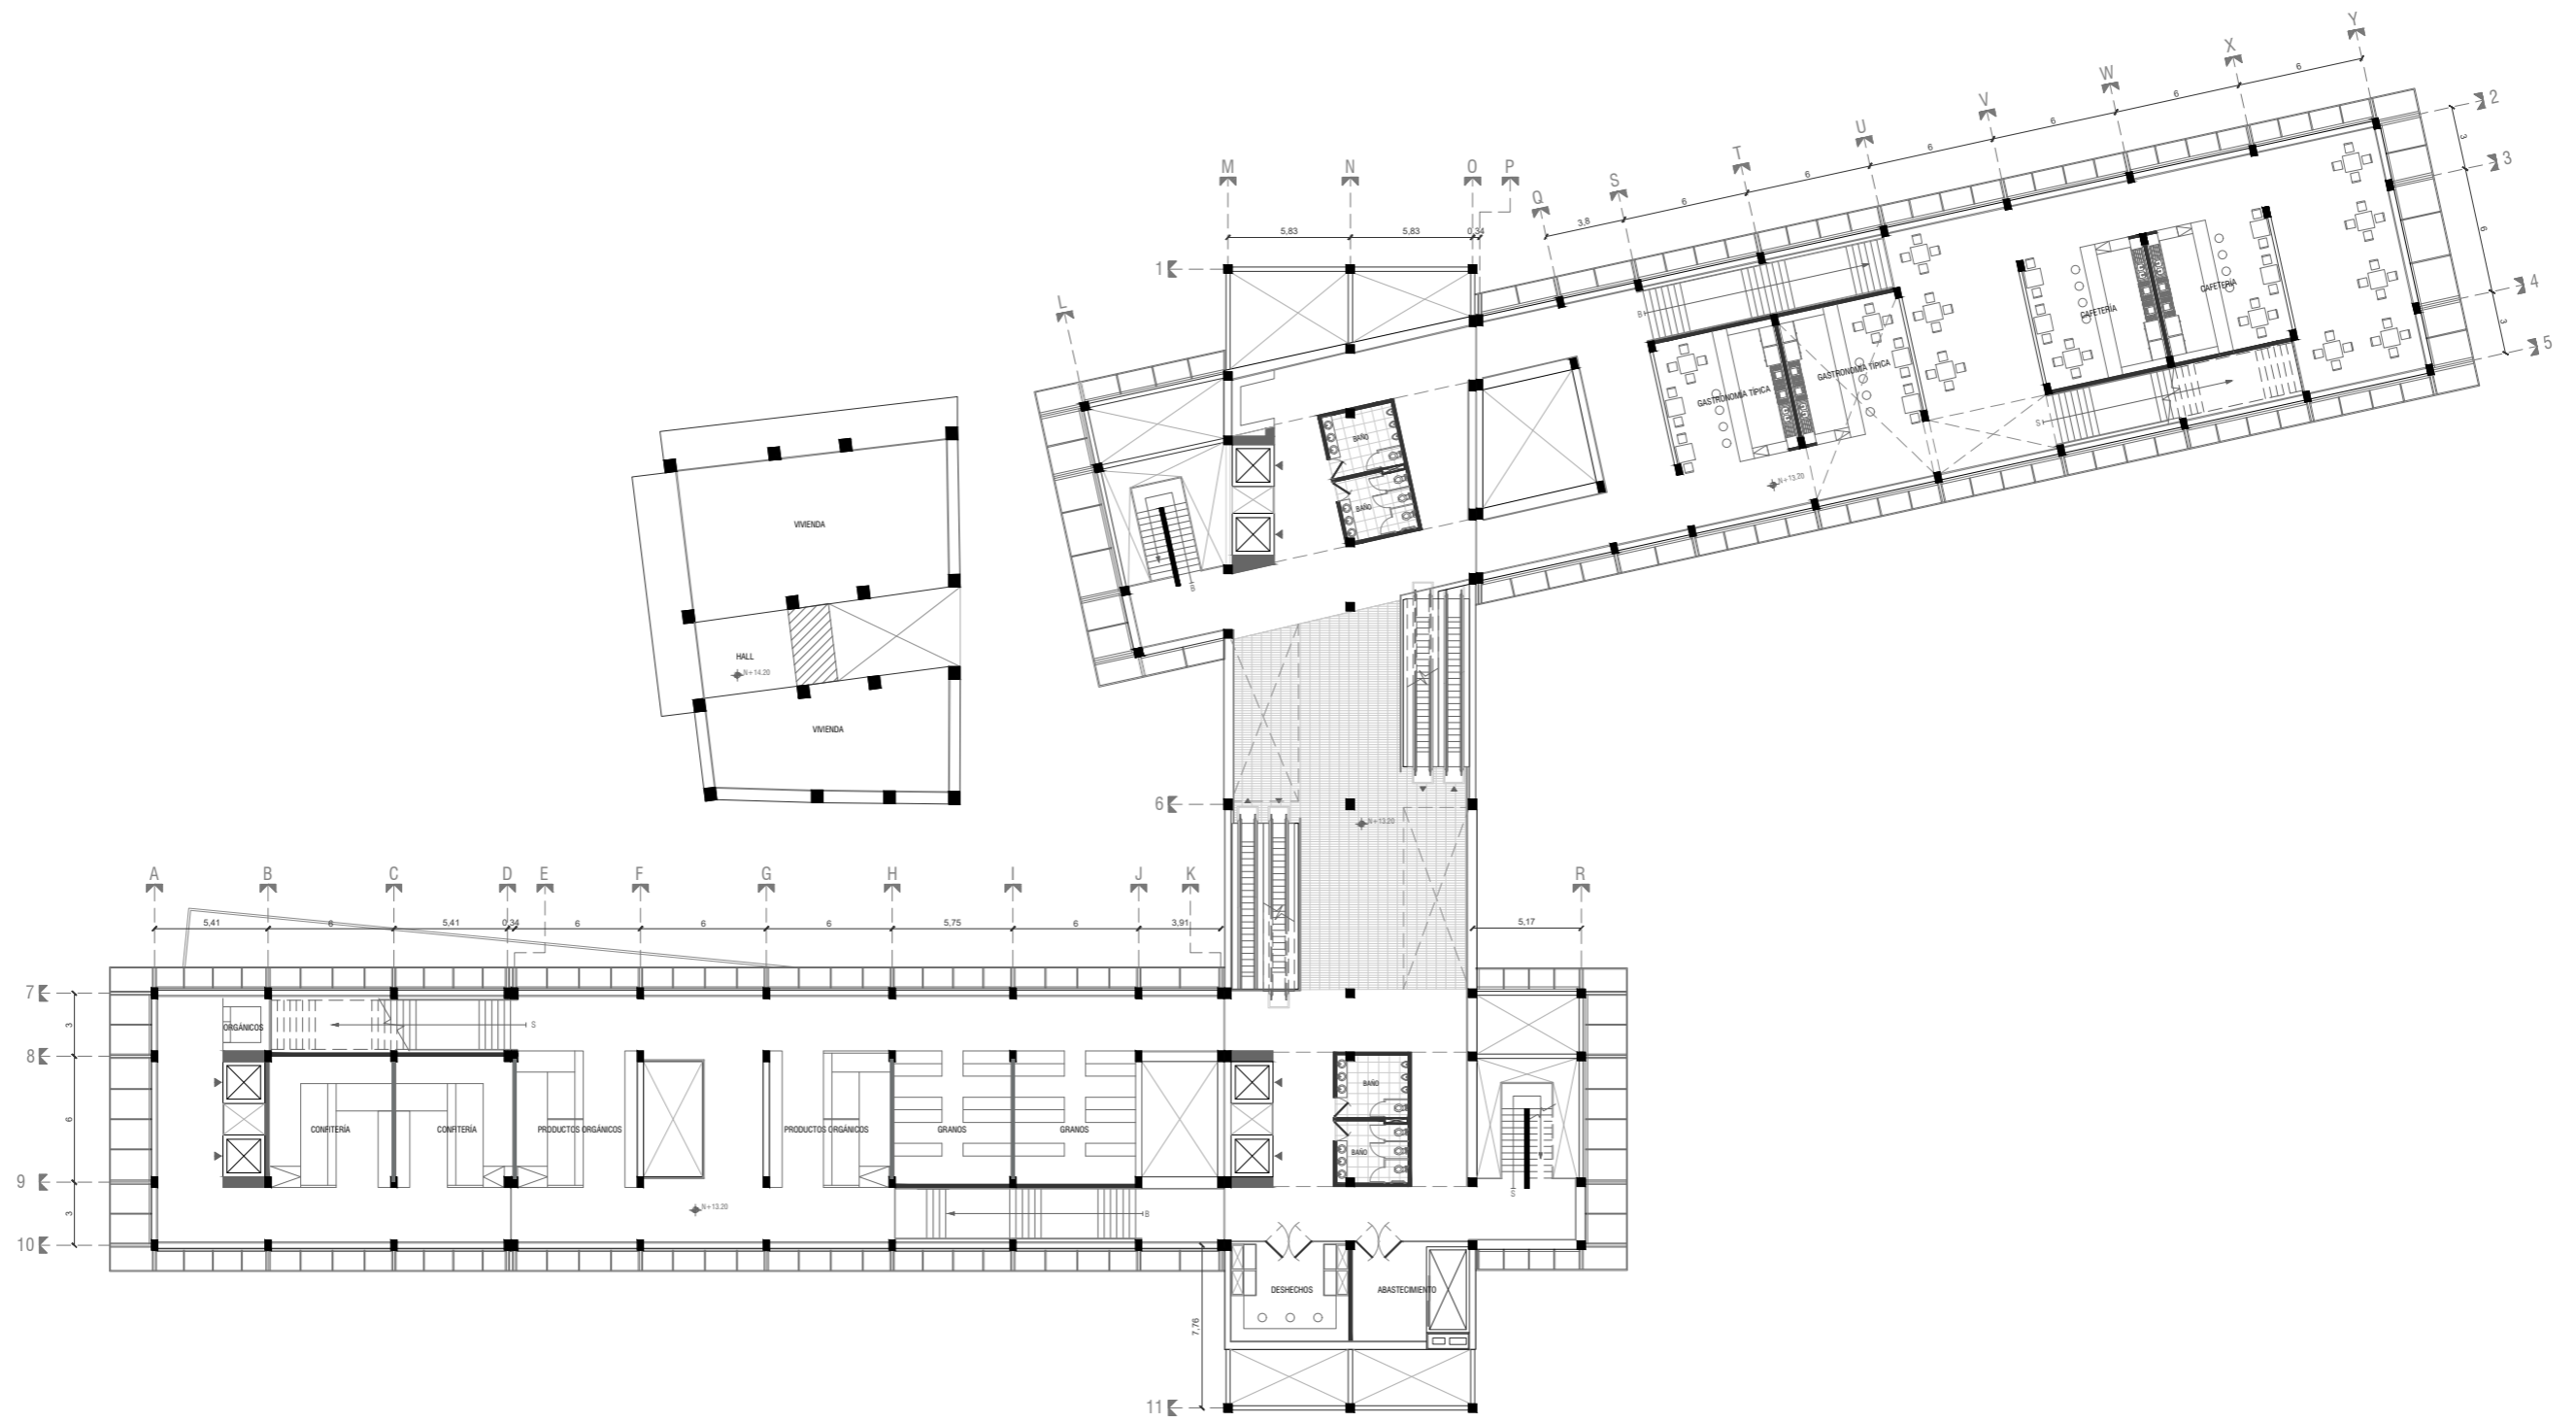 Y
X
W
V
U
T
S
Q
P
O
N
M
L
6
6
6
6
6
6
3,8
5,83
5,83
0,34
1
2
3
3
6
4
3
5
CAFETERÍA
CAFETERÍA
B
GASTRONOMÍA TÍPICA
GASTRONOMÍA TÍPICA
S
N+13.20
BAÑO
BAÑO
B
VIVIENDA
HALL
N+14.20
VIVIENDA
6
N+13.20
A
B
C
D
E
F
G
H
I
J
K
R
5,41
6
5,41
0,34
6
6
6
5,75
6
3,91
5,17
7
3
8
6
9
3
10
ORGÁNICOS
S
CONFITERÍA
CONFITERÍA
PRODUCTOS ORGÁNICOS
PRODUCTOS ORGÁNICOS
GRANOS
GRANOS
BAÑO
BAÑO
S
N+13.20
B
DESHECHOS
ABASTECIMIENTO
7,76
11